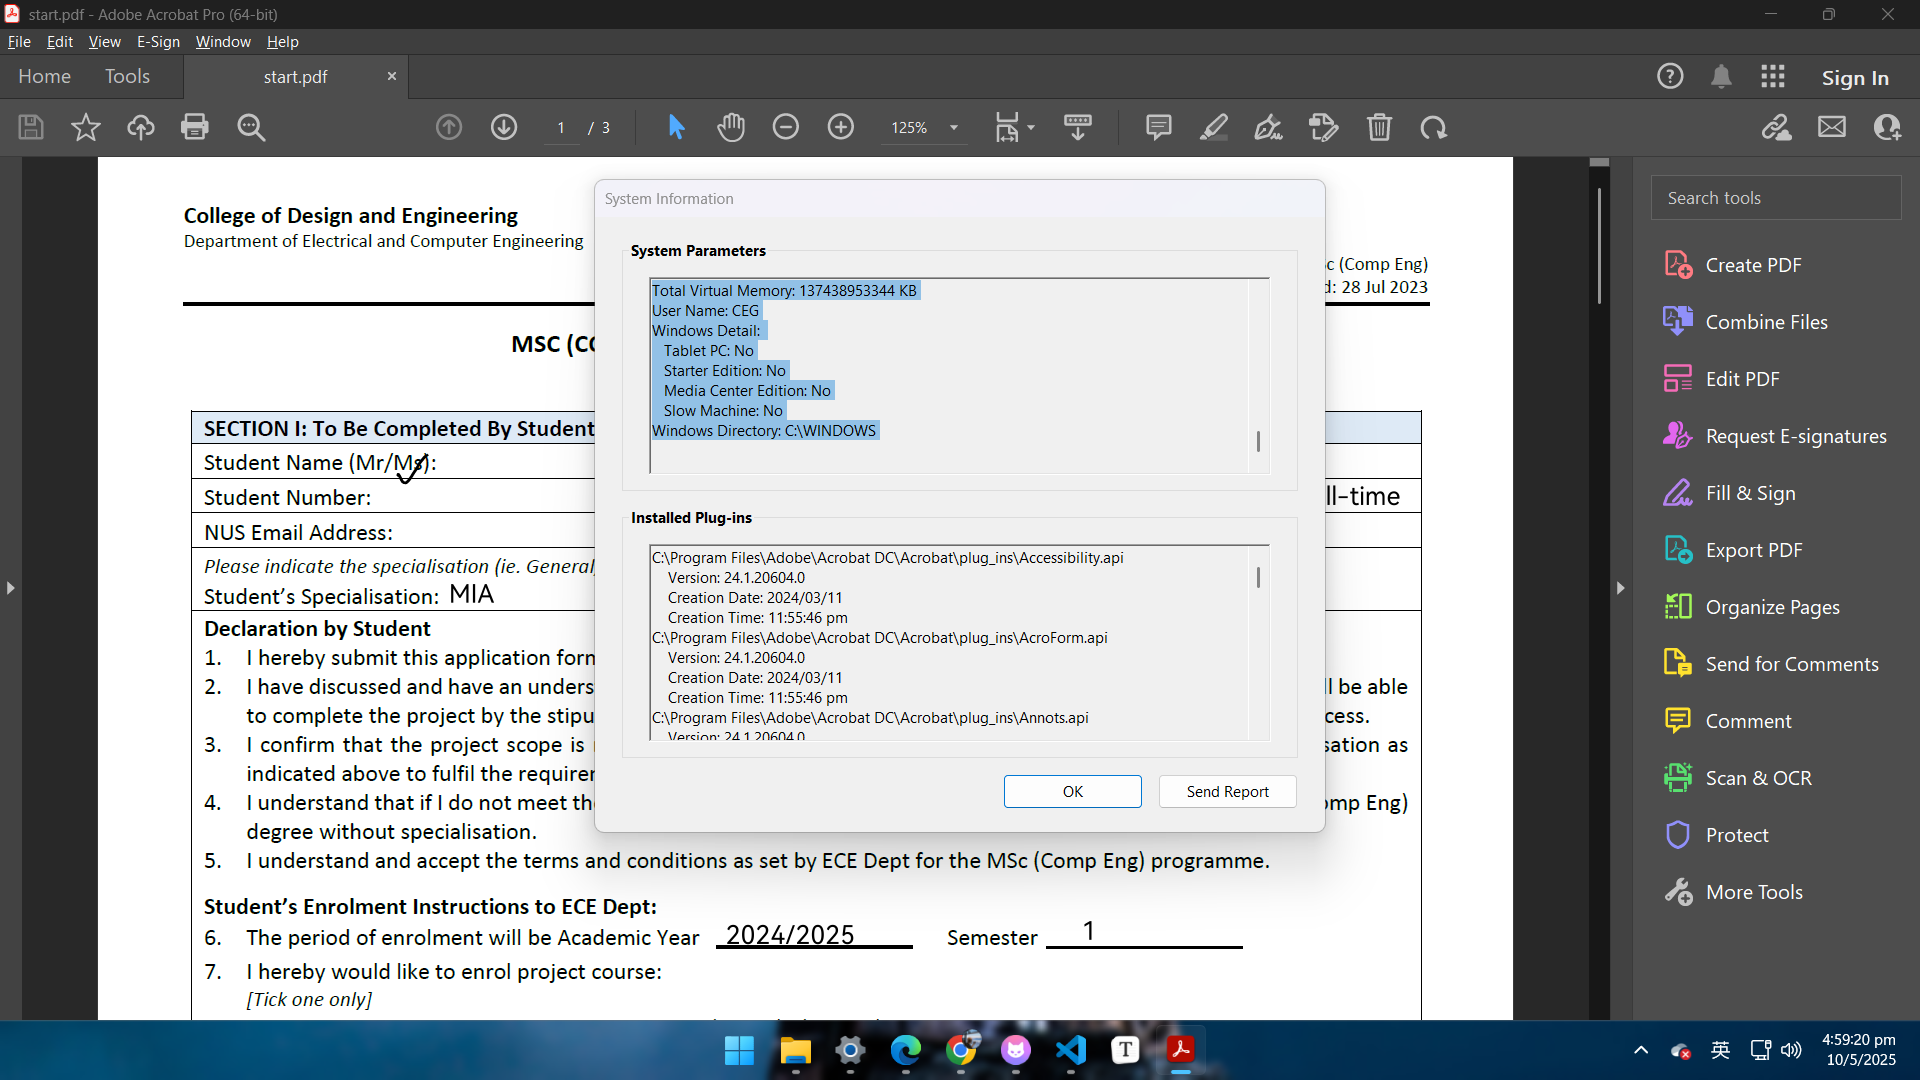 start.pdf - Adobe Acrobat Pro (64-bit)
File Edit View E-Sign Window Help
Home Tools start.pdf Sign In
1 / 3 125%
College of Design and Engineering
Department of Electrical and Computer Engineering
(Comp Eng)
: 28 Jul 2023
MSC (CO
SECTION I: To Be Completed By Student
Student Name (Mr/Ms):
Student Number:
ll-time
NUS Email Address:
Please indicate the specialisation (ie. General,
Student's Specialisation: MIA
Declaration by Student
1. I hereby submit this application form
2. I have discussed and have an unders
ll be able
to complete the project by the stipu
cess.
3. I confirm that the project scope is
sation as
indicated above to fulfil the requirer
4. I understand that if I do not meet the
omp Eng)
degree without specialisation.
5. I understand and accept the terms and conditions as set by ECE Dept for the MSc (Comp Eng) programme.
Student's Enrolment Instructions to ECE Dept:
6. The period of enrolment will be Academic Year 2024/2025 Semester 1
7. I hereby would like to enrol project course:
[Tick one only]
System Information
System Parameters
Total Virtual Memory: 137438953344 KB
User Name: CEG
Windows Detail:
Tablet PC: No
Starter Edition: No
Media Center Edition: No
Slow Machine: No
Windows Directory: C:\WINDOWS
Installed Plug-ins
C:\Program Files\Adobe\Acrobat DC\Acrobat\plug_ins\Accessibility.api
Version: 24.1.20604.0
Creation Date: 2024/03/11
Creation Time: 11:55:46 pm
C:\Program Files\Adobe\Acrobat DC\Acrobat\plug_ins\AcroForm.api
Version: 24.1.20604.0
Creation Date: 2024/03/11
Creation Time: 11:55:46 pm
C:\Program Files\Adobe\Acrobat DC\Acrobat\plug_ins\Annots.api
Version: 24.1.20604.0
OK Send Report
Search tools
Create PDF
Combine Files
Edit PDF
Request E-signatures
Fill & Sign
Export PDF
Organize Pages
Send for Comments
Comment
Scan & OCR
Protect
More Tools
T
英
4:59:20 pm
10/5/2025